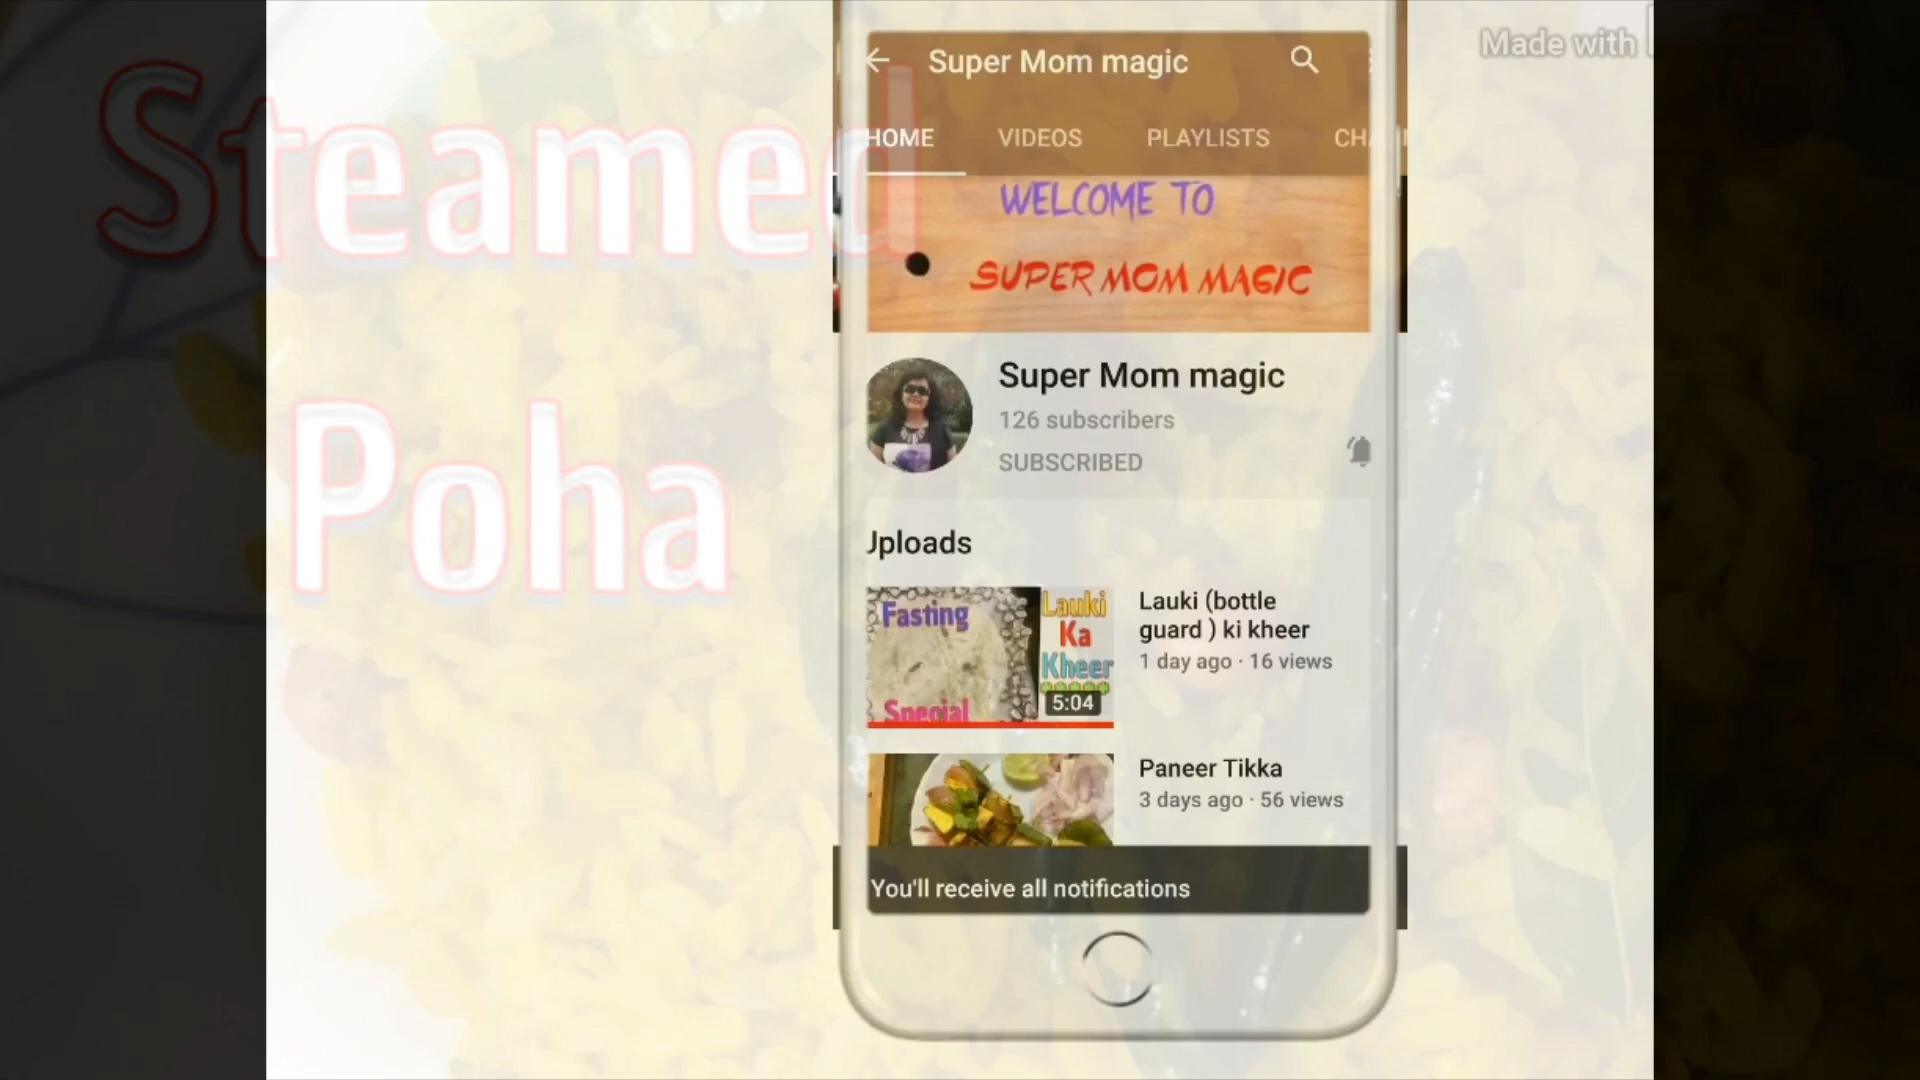 Made with
Steamed
Poha
Super Mom magic
HOME VIDEOS PLAYLISTS
WELCOME TO
SUPER MOM MAGIC
Super Mom magic
126 subscribers
SUBSCRIBED
Uploads
Fasting
Special
Lauki
Ka
Kheer
5:04
Lauki (bottle
guard ) ki kheer
1 day ago · 16 views
Paneer Tikka
3 days ago · 56 views
You'll receive all notifications